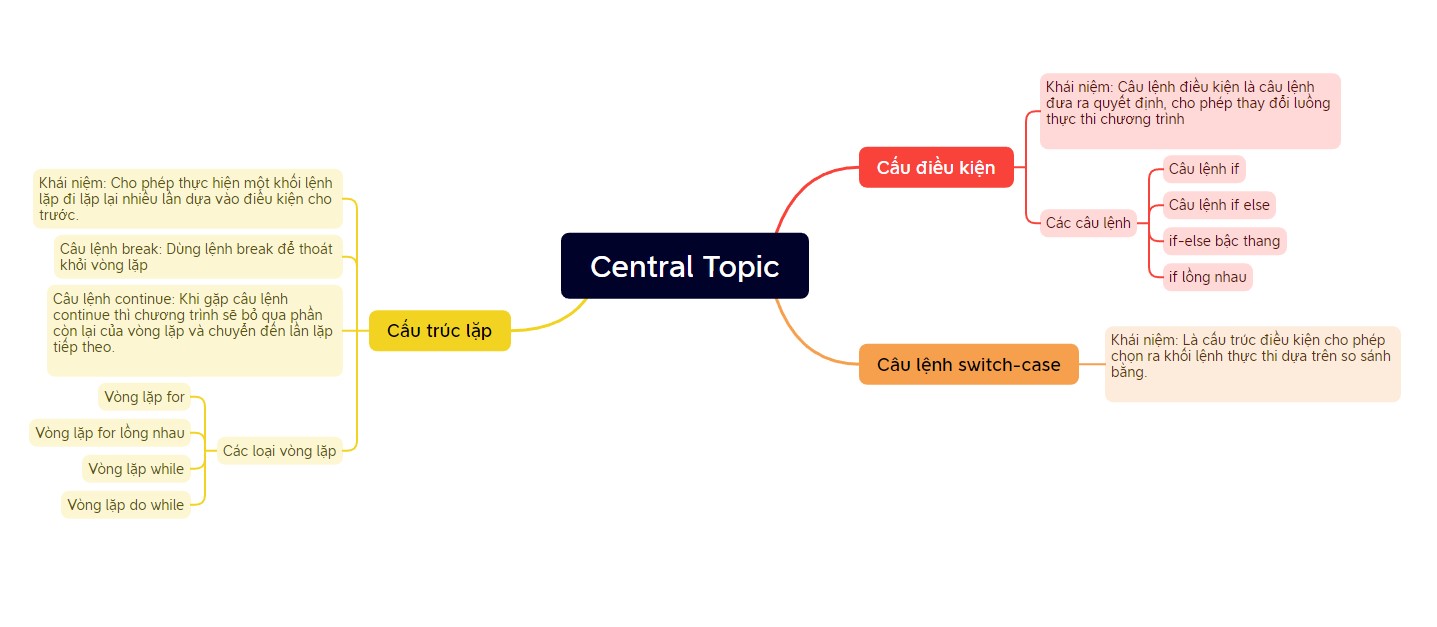 Central Topic
Cấu điều kiện
Khái niệm: Câu lệnh điều kiện là câu lệnh
đưa ra quyết định, cho phép thay đổi luồng
thực thi chương trình
Các câu lệnh
Câu lệnh if
Câu lệnh if else
if-else bậc thang
if lồng nhau
Câu lệnh switch-case
Khái niệm: Là cấu trúc điều kiện cho phép
chọn ra khối lệnh thực thi dựa trên so sánh
bằng.
Cấu trúc lặp
Khái niệm: Cho phép thực hiện một khối lệnh
lặp đi lặp lại nhiều lần dựa vào điều kiện cho
trước.
Câu lệnh break: Dùng lệnh break để thoát
khỏi vòng lặp
Câu lệnh continue: Khi gặp câu lệnh
continue thì chương trình sẽ bỏ qua phần
còn lại của vòng lặp và chuyển đến lần lặp
tiếp theo.
Các loại vòng lặp
Vòng lặp for
Vòng lặp for lồng nhau
Vòng lặp while
Vòng lặp do while